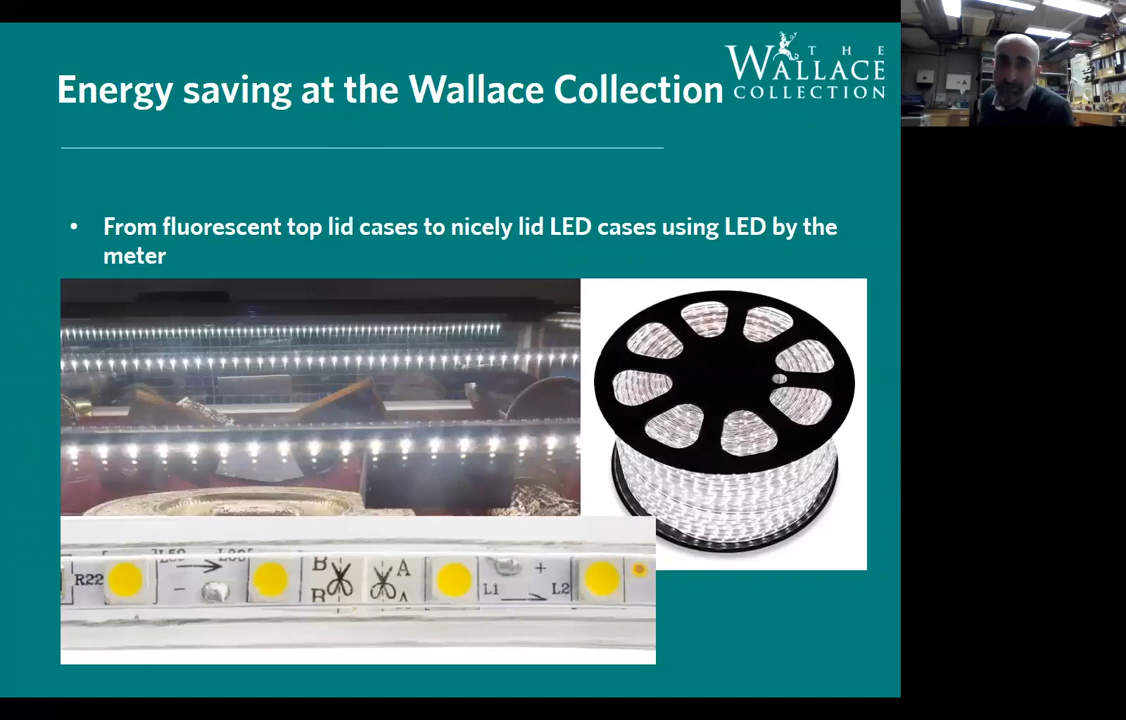 Energy saving at the Wallace Collection
THE
WALLACE
COLLECTION
• From fluorescent top lid cases to nicely lid LED cases using LED by the
meter
R22
B
A
B
L1
+
L2